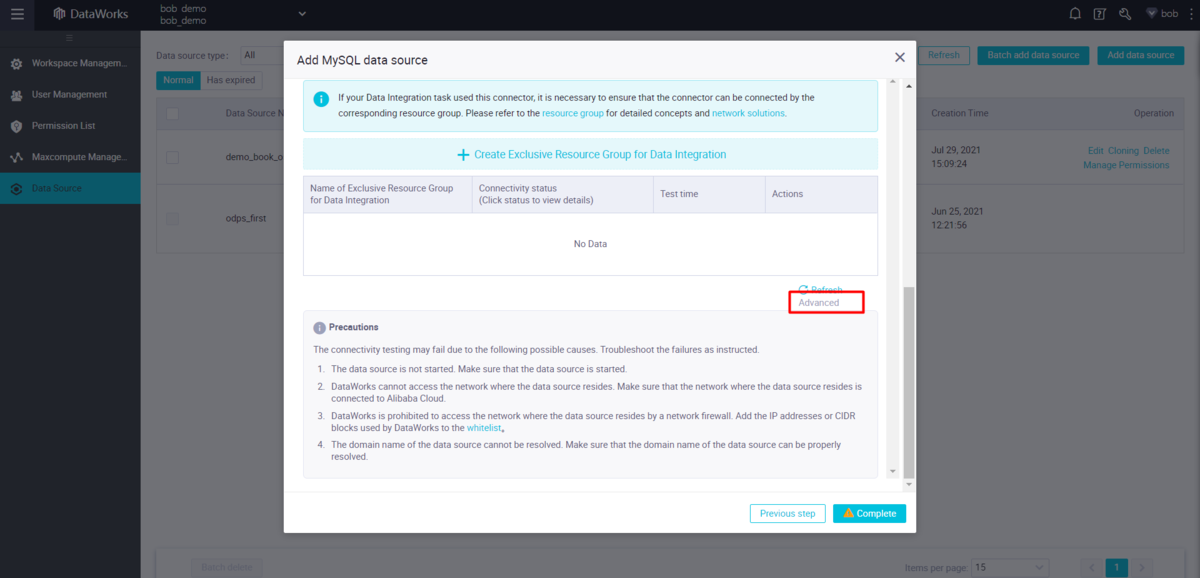 DataWorks
bob_demo
bob_demo
bob
Workspace Managem...
User Management
Permission List
Maxcompute Manage...
Data Source
Data source type:
All
Refresh
Batch add data source
Add data source
Normal
Has expired
Data Source N
Creation Time
Operation
demo_book_o
Jul 29, 2021
15:09:24
Edit Cloning Delete
Manage Permissions
odps_first
Jun 25, 2021
12:21:56
Add MySQL data source
If your Data Integration task used this connector, it is necessary to ensure that the connector can be connected by the
corresponding resource group. Please refer to the resource group for detailed concepts and network solutions.
Create Exclusive Resource Group for Data Integration
Name of Exclusive Resource Group
for Data Integration
Connectivity status
(Click status to view details)
Test time
Actions
No Data
Refresh
Advanced
Precautions
The connectivity testing may fail due to the following possible causes. Troubleshoot the failures as instructed.
1. The data source is not started. Make sure that the data source is started.
2. DataWorks cannot access the network where the data source resides. Make sure that the network where the data source resides is
connected to Alibaba Cloud.
3. DataWorks is prohibited to access the network where the data source resides by a network firewall. Add the IP addresses or CIDR
blocks used by DataWorks to the whitelist。
4. The domain name of the data source cannot be resolved. Make sure that the domain name of the data source can be properly
resolved.
Previous step
Complete
Batch delete
Items per page:
15
1